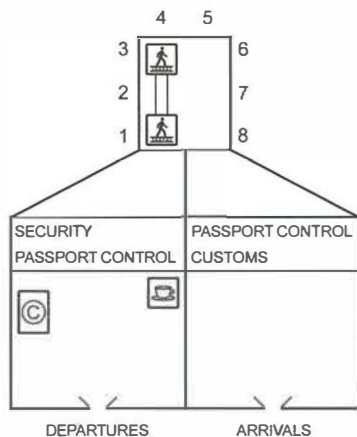 4 5
3 6
2 7
1 8
SECURITY
PASSPORT CONTROL
PASSPORT CONTROL
CUSTOMS
©
DEPARTURES ARRIVALS